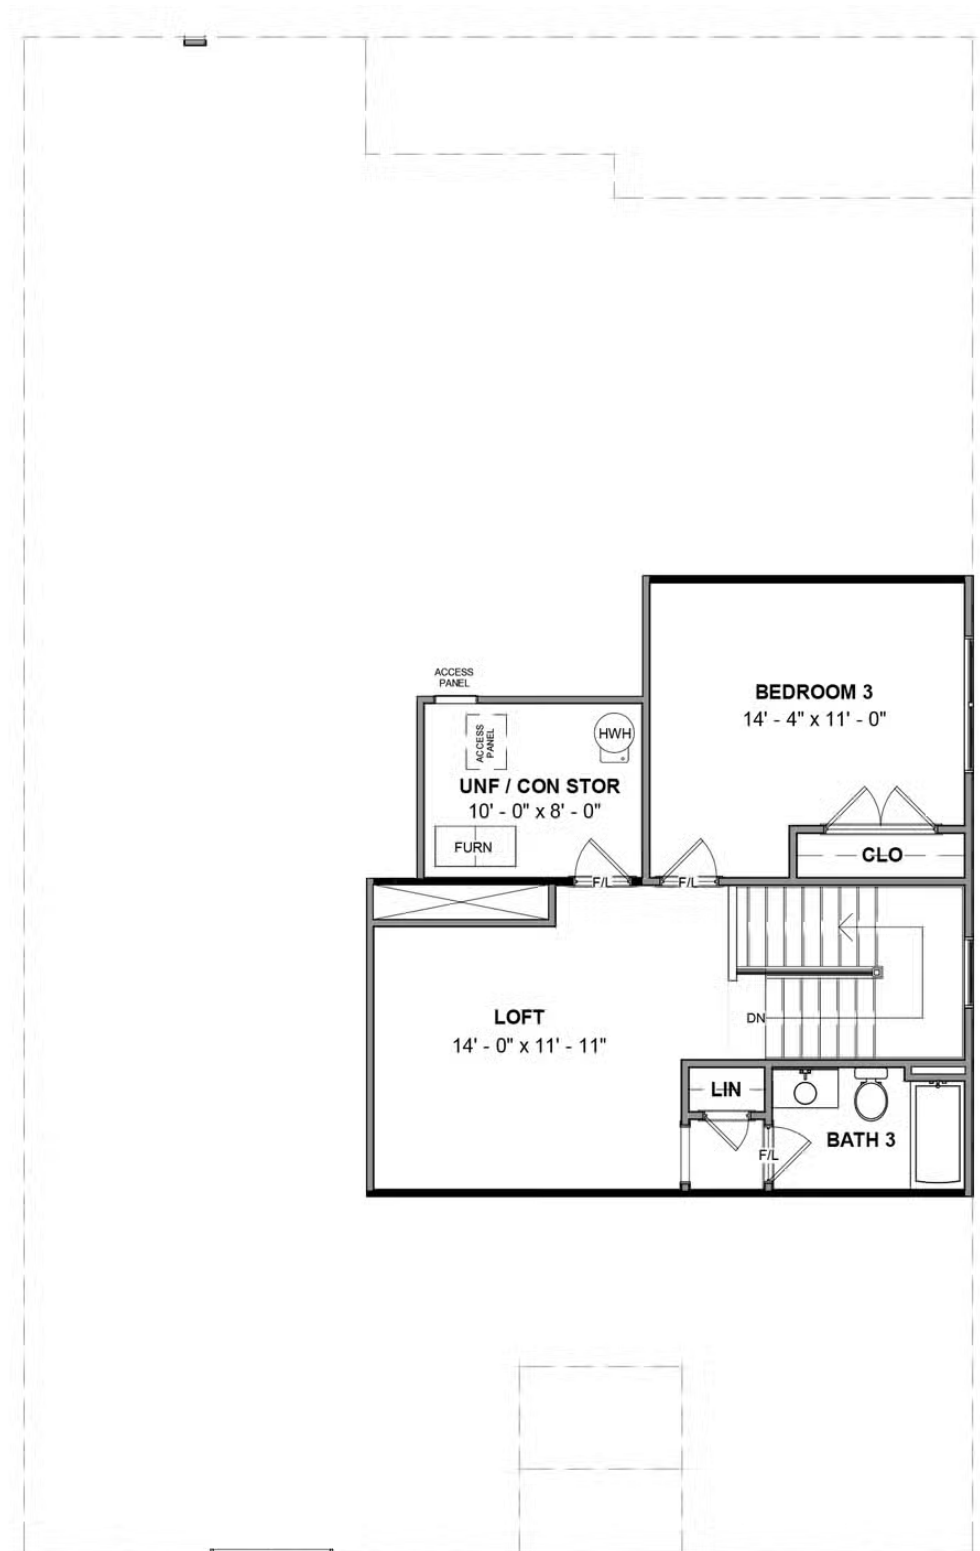 ACCESS
PANEL
BEDROOM 3
14' - 4" x 11' - 0"
ACCESS
PANEL
HWH
UNF / CON STOR
10' - 0" x 8' - 0"
FURN
CLO
F/L
F/L
LOFT
14' - 0" x 11' - 11"
DN
LIN
BATH 3
F/L